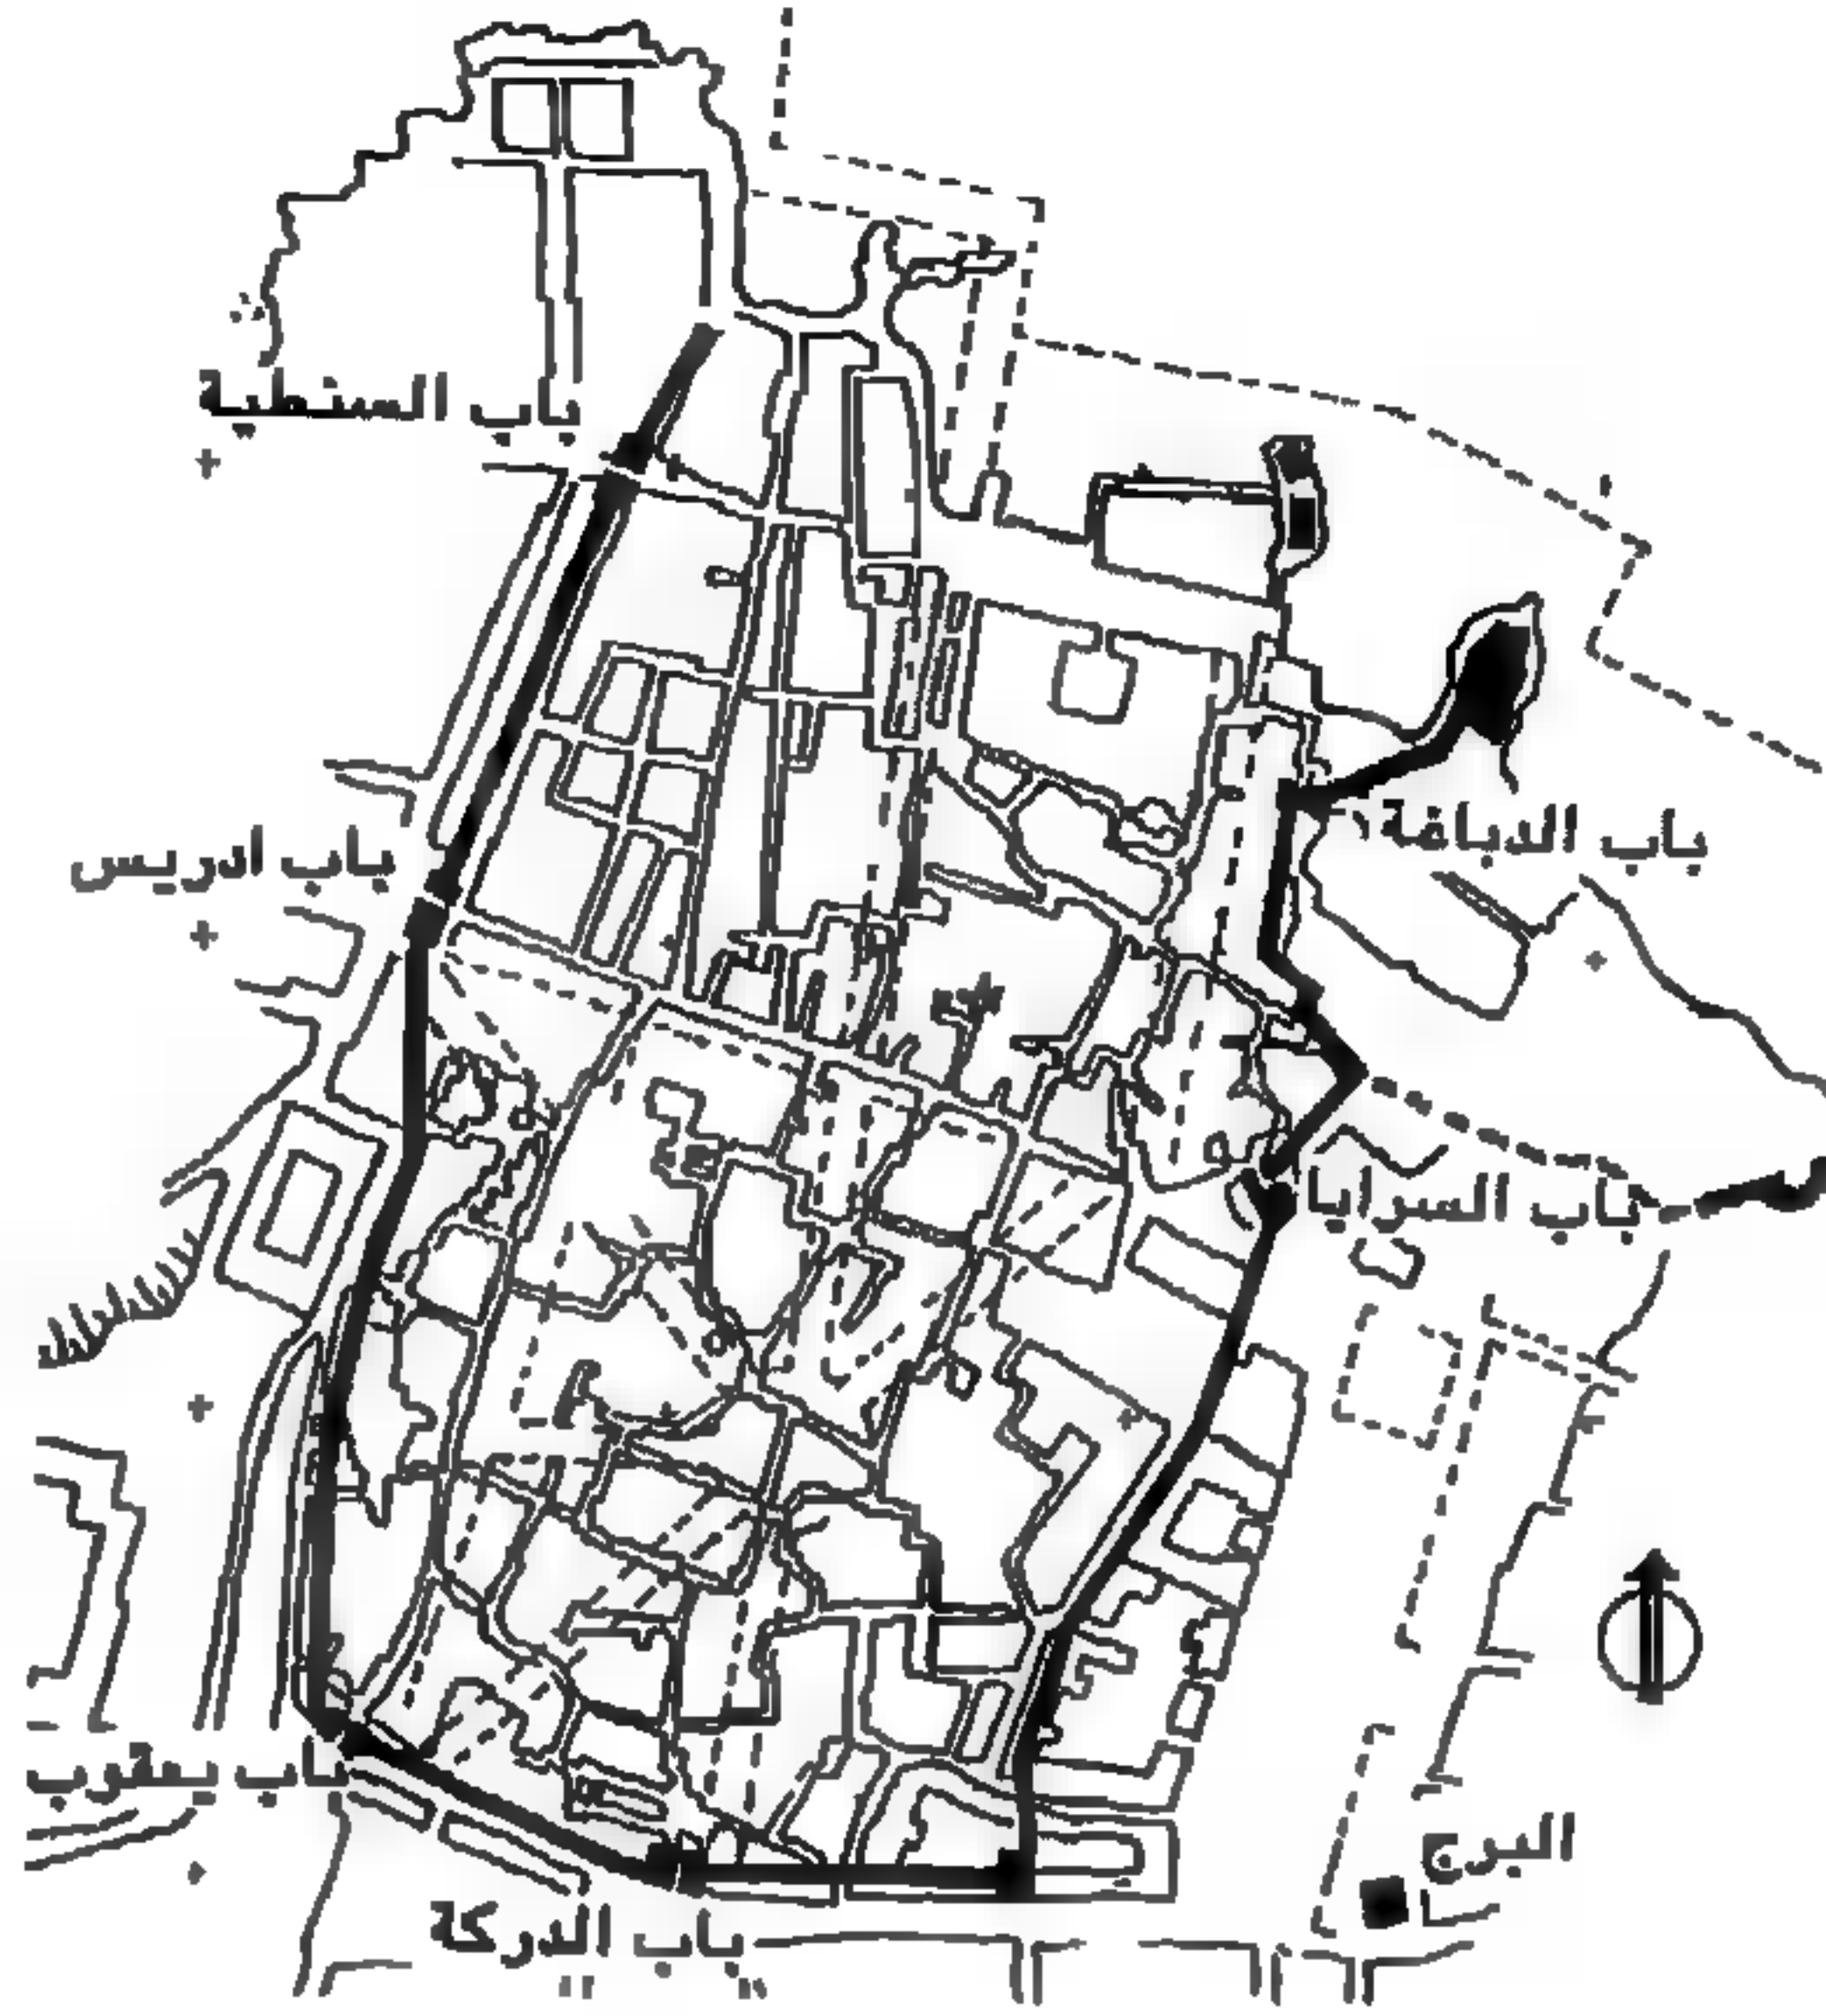 باب السنطية
باب ادريس
باب الدباغة
باب السرايا
باب يعقوب
البرج
باب الدركة